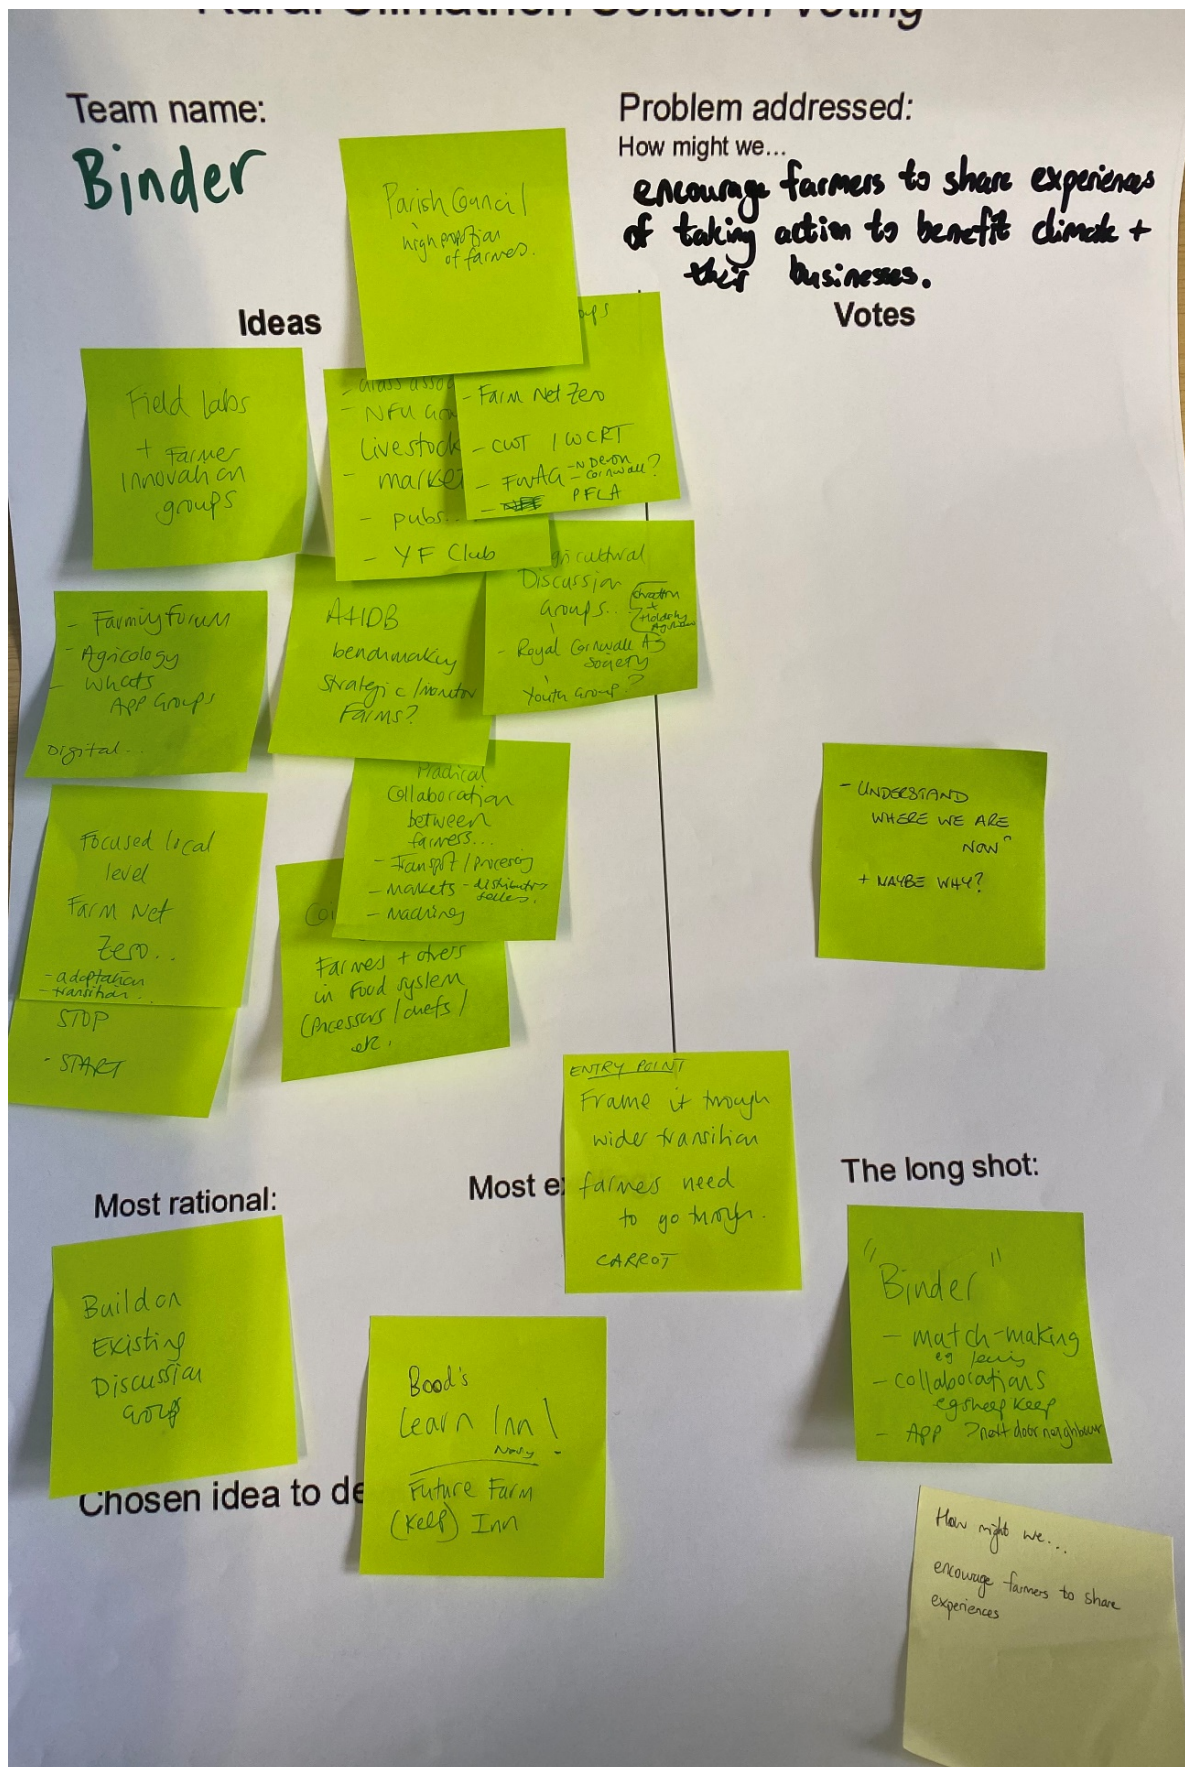 Rural Climathon Solution Voting
Team name:
Binder
Problem addressed:
How might we...
encourage farmers to share experiences
of taking action to benefit climate +
their businesses.
Parish Council
high
of farmers.
Ideas
Votes
Field labs
+ Farmer
Innovation
groups
- NFU
Livestock
- market
- pubs..
- YF Club
- Farm Net Zero
- CWT / WCRT
- FWAG - N Devon
- Cornwall?
PFLA
- Farming forum
- Agricology
- Whats
App Groups
Digital...
AHDB
benchmaking
Strategic / monitor
Farms?
Discussion
Groups..
- Royal Cornwall Ag
Society
Youth Group?
Focused local
level
Farm Net
Zero..
- adaptation
- transition..
STOP
- START
Practical
Collaboration
between
farmers...
- Transport / Processing
- Markets -
- Machinery
Farmers + others
in Food system
(Processors / chefs /
etc.
- UNDERSTAND
WHERE WE ARE
NOW
+ MAYBE WHY?
ENTRY POINT
Frame it through
wider transition
farmers need
to go through.
CARROT
Most rational:
Most e
The long shot:
Build on
Existing
Discussion
Group
Bood's
Learn Inn!
Future Farm
(Keep) Inn
"Binder"
- match-making
- collaborations
eg sheep keep
- APP ? next door neighbour
Chosen idea to de
How might we...
encourage farmers to share
experiences